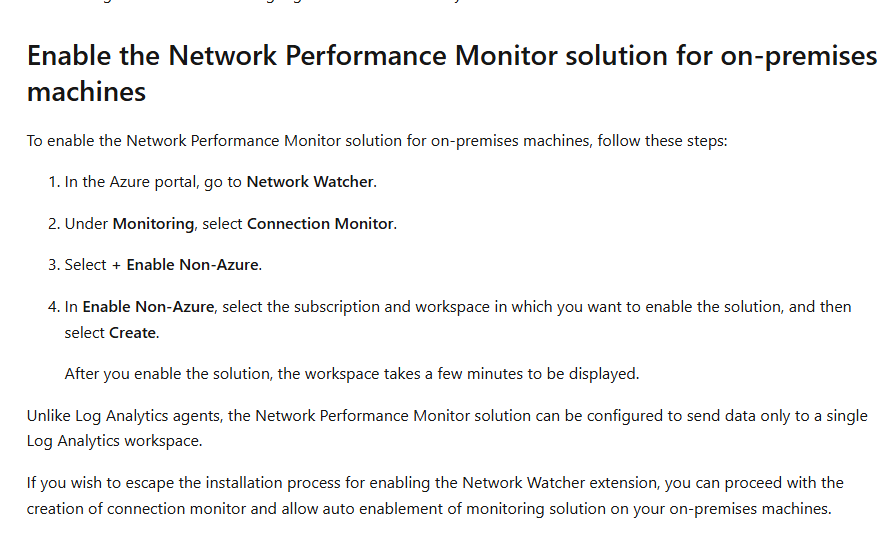 Enable the Network Performance Monitor solution for on-premises
machines
To enable the Network Performance Monitor solution for on-premises machines, follow these steps:
1. In the Azure portal, go to Network Watcher.
2. Under Monitoring, select Connection Monitor.
3. Select + Enable Non-Azure.
4. In Enable Non-Azure, select the subscription and workspace in which you want to enable the solution, and then
select Create.
After you enable the solution, the workspace takes a few minutes to be displayed.
Unlike Log Analytics agents, the Network Performance Monitor solution can be configured to send data only to a single
Log Analytics workspace.
If you wish to escape the installation process for enabling the Network Watcher extension, you can proceed with the
creation of connection monitor and allow auto enablement of monitoring solution on your on-premises machines.